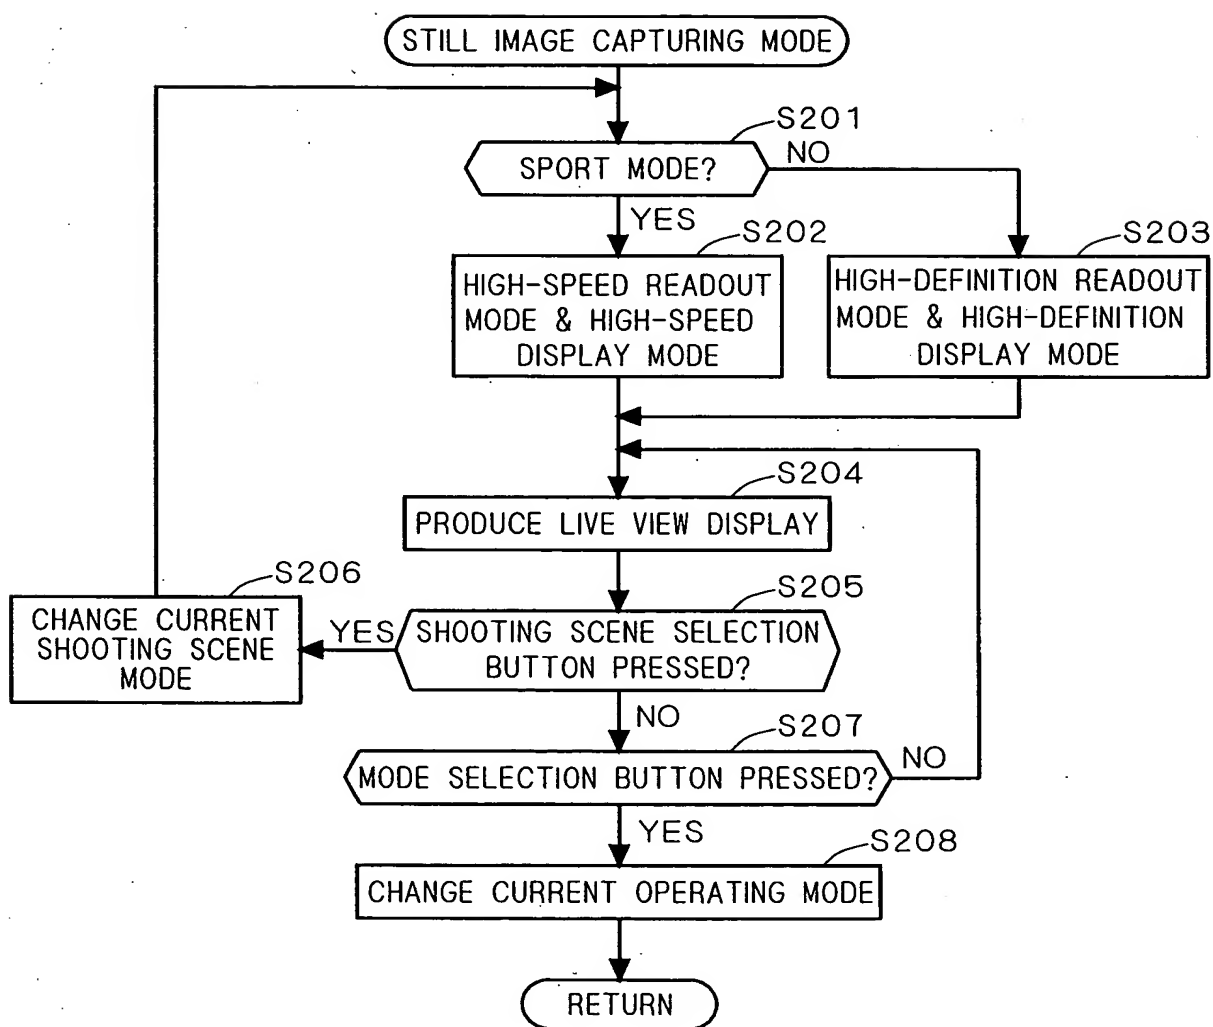 STILL IMAGE CAPTURING MODE
S201
SPORT MODE?
NO
YES
S202
HIGH-SPEED READOUT
MODE & HIGH-SPEED
DISPLAY MODE
S203
HIGH-DEFINITION READOUT
MODE & HIGH-DEFINITION
DISPLAY MODE
S204
PRODUCE LIVE VIEW DISPLAY
S205
SHOOTING SCENE SELECTION
BUTTON PRESSED?
YES
S206
CHANGE CURRENT
SHOOTING SCENE
MODE
NO
S207
MODE SELECTION BUTTON PRESSED?
NO
YES
S208
CHANGE CURRENT OPERATING MODE
RETURN